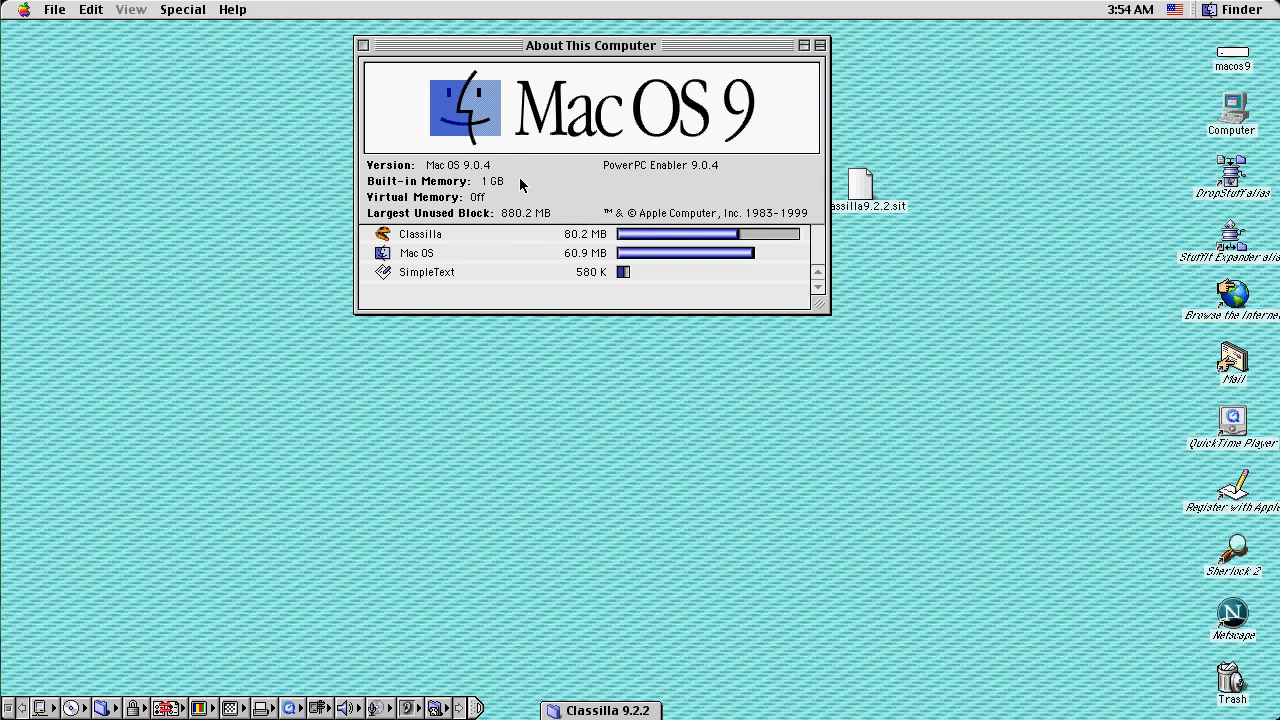 File Edit View Special Help 3:54 AM Finder
About This Computer
Mac OS 9
Version: Mac OS 9.0.4 PowerPC Enabler 9.0.4
Built-in Memory: 1 GB
Virtual Memory: Off
Largest Unused Block: 880.2 MB ™ & © Apple Computer, Inc. 1983-1999
Classilla 80.2 MB
Mac OS 60.9 MB
SimpleText 580 K
assilla9.2.2.sit
macos9
Computer
DropStuff alias
StuffIt Expander
Browse the Interne
Mail
QuickTime Player
Register with Apple
Sherlock 2
N
Netscape
Trash
Classilla 9.2.2